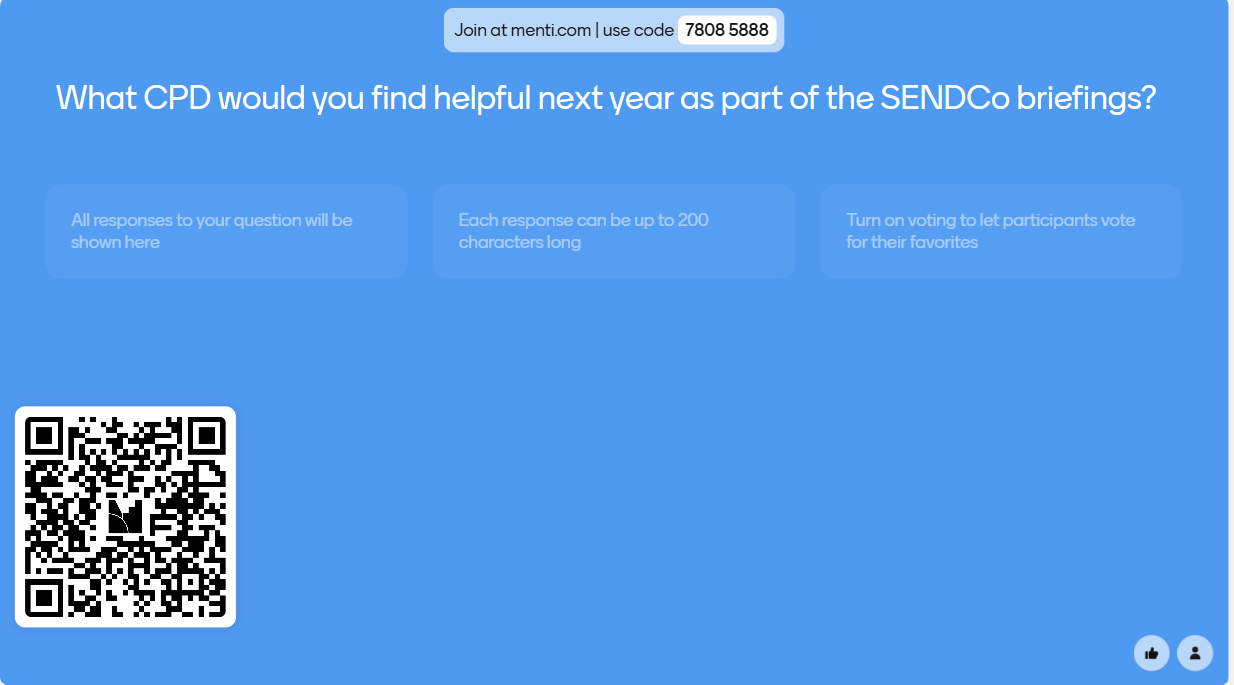 Join at menti.com | use code 7808 5888
What CPD would you find helpful next year as part of the SENDCo briefings?
All responses to your question will be
shown here
Each response can be up to 200
characters long
Turn on voting to let participants vote
for their favorites